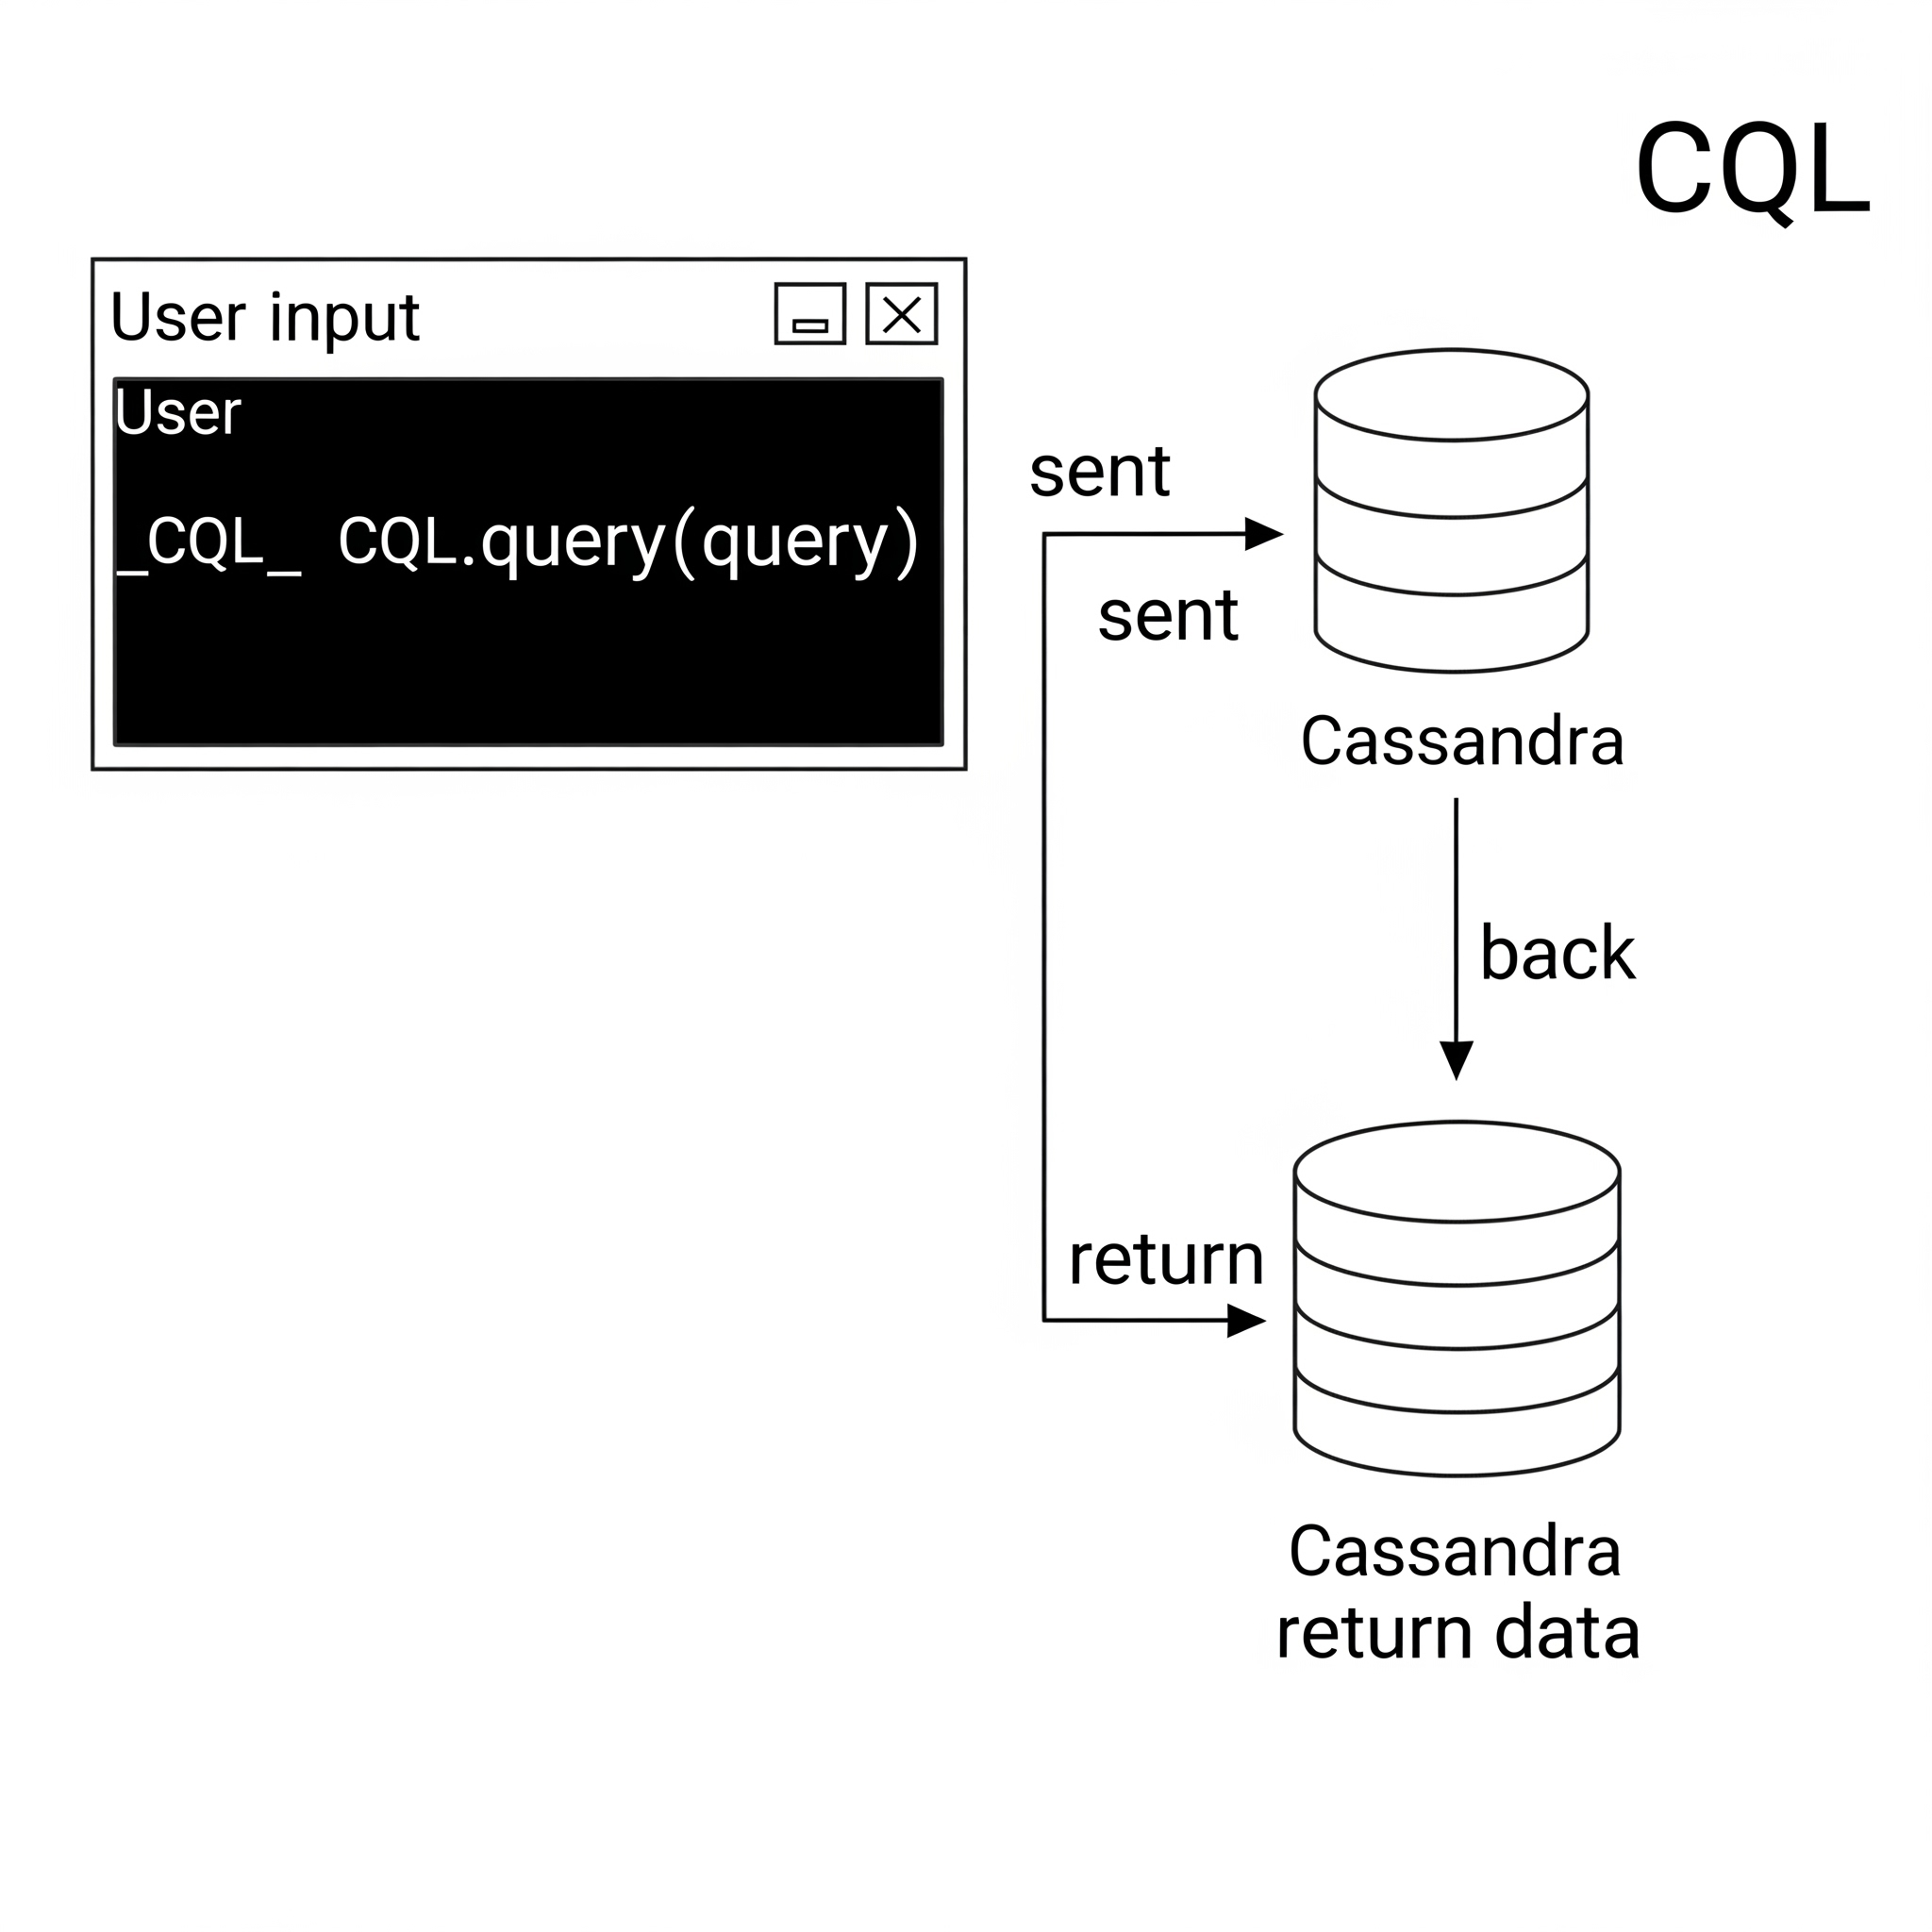 CQL
User input
User
_CQL_ CQL.query(query)
sent
sent
Cassandra
back
return
Cassandra
return data